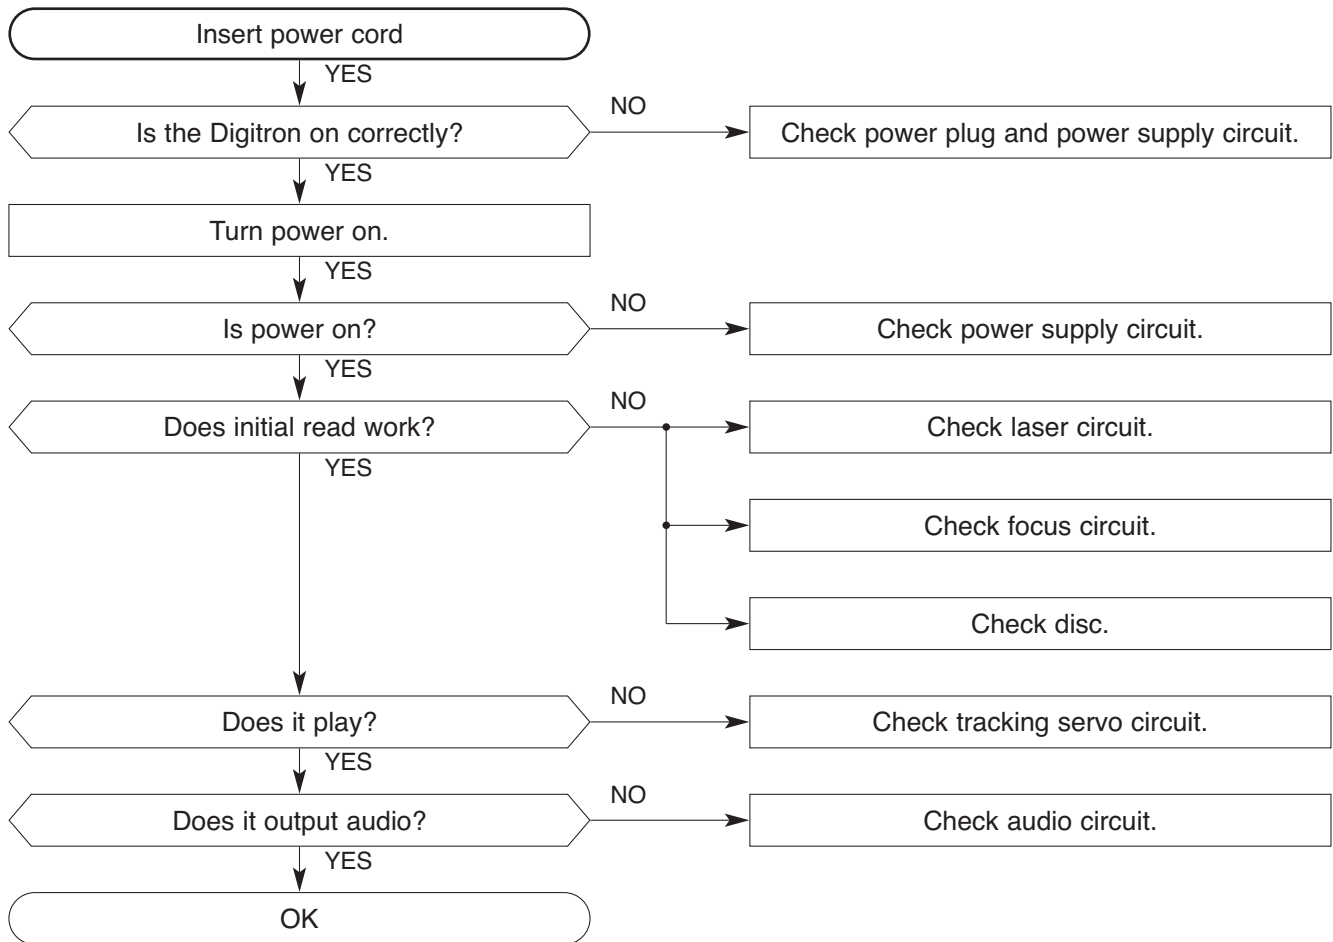 Insert power cord
YES
Is the Digitron on correctly?
NO
Check power plug and power supply circuit.
YES
Turn power on.
YES
Is power on?
NO
Check power supply circuit.
YES
Does initial read work?
NO
Check laser circuit.
YES
Check focus circuit.
Check disc.
Does it play?
NO
Check tracking servo circuit.
YES
Does it output audio?
NO
Check audio circuit.
YES
OK